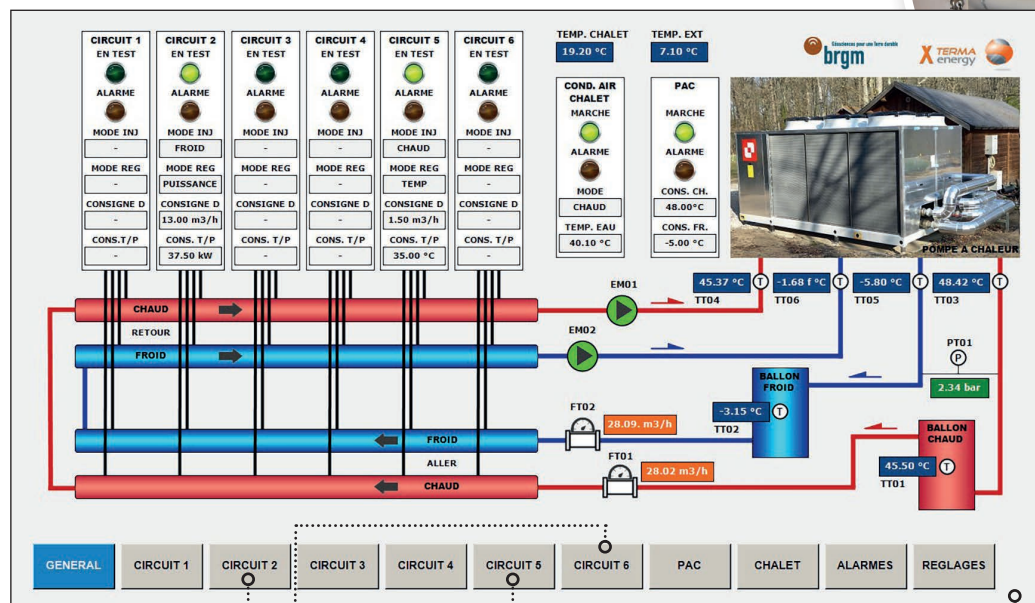 CIRCUIT 1
EN TEST
ALARME
MODE INJ
-
MODE REG
-
CONSIGNE D
-
CONS.T/P
-
CIRCUIT 2
EN TEST
ALARME
MODE INJ
FROID
MODE REG
PUISSANCE
CONSIGNE D
13.00 m3/h
CONS. T/P
37.50 kW
CIRCUIT 3
EN TEST
ALARME
MODE INJ
-
MODE REG
-
CONSIGNE D
-
CONS. T/P
-
CIRCUIT 4
EN TEST
ALARME
MODE INJ
-
MODE REG
-
CONSIGNE D
-
CONS. T/P
-
CIRCUIT 5
EN TEST
ALARME
MODE INJ
CHAUD
MODE REG
TEMP
CONSIGNE D
1.50 m3/h
CONS. T/P
35.00 °C
CIRCUIT 6
EN TEST
ALARME
MODE INJ
-
MODE REG
-
CONSIGNE D
-
CONS. T/P
-
TEMP. CHALET
19.20 °C
TEMP. EXT
7.10 °C
COND. AIR
CHALET
MARCHE
ALARME
MODE
CHAUD
TEMP. EAU
40.10 °C
PAC
MARCHE
ALARME
CONS. CH.
48.00°C
CONS. FR.
-5.00 °C
Géosciences pour une Terre durable
brgm
X TERMA
energy
POMPE A CHALEUR
CHAUD
RETOUR
FROID
EM01
EM02
45.37 °C
T
TT04
-1.68 f °C
T
TT06
-5.80 °C
T
TT05
48.42 °C
T
TT03
PT01
P
2.34 bar
BALLON
FROID
-3.15 °C
T
TT02
FT02
28.09. m3/h
FROID
ALLER
CHAUD
FT01
28.02 m3/h
BALLON
CHAUD
45.50 °C
T
TT01
GENERAL
CIRCUIT 1
CIRCUIT 2
CIRCUIT 3
CIRCUIT 4
CIRCUIT 5
CIRCUIT 6
PAC
CHALET
ALARMES
REGLAGES